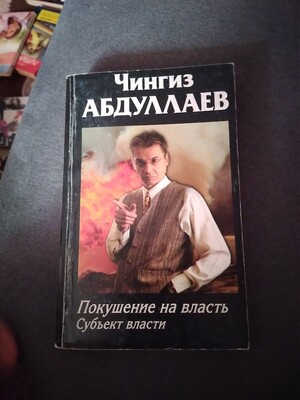 Чингиз
АБДУЛЛАЕВ
Покушение на власть
Субъект власти